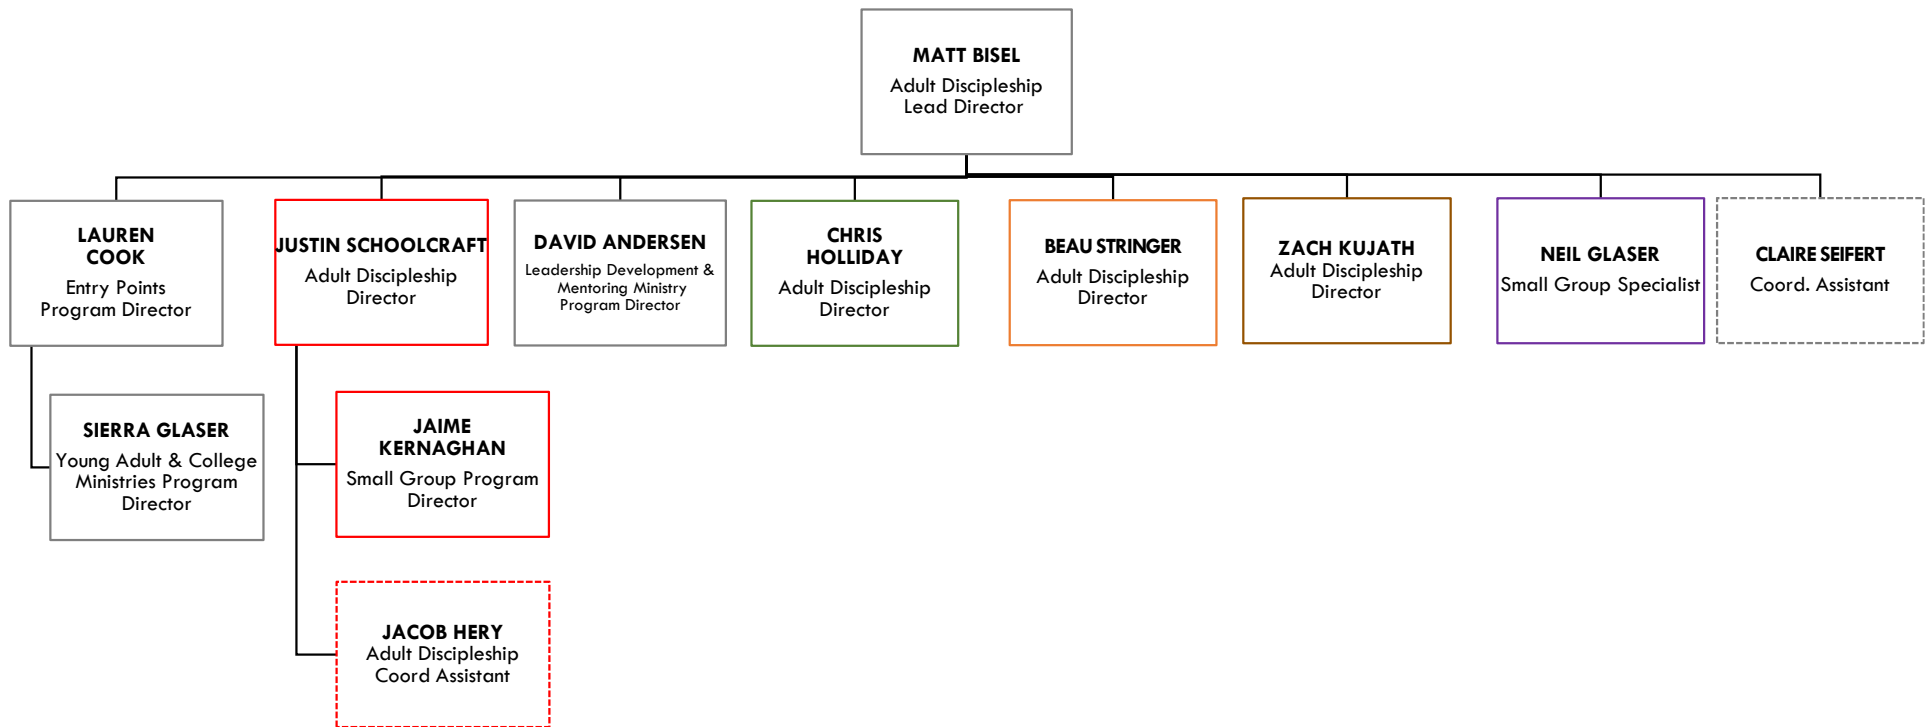 MATT BISEL
Adult Discipleship
Lead Director
LAUREN
COOK
Entry Points
Program Director
JUSTIN SCHOOLCRAFT
Adult Discipleship
Director
DAVID ANDERSEN
Leadership Development &
Mentoring Ministry
Program Director
CHRIS
HOLLIDAY
Adult Discipleship
Director
BEAU STRINGER
Adult Discipleship
Director
ZACH KUJATH
Adult Discipleship
Director
NEIL GLASER
Small Group Specialist
CLAIRE SEIFERT
Coord. Assistant
SIERRA GLASER
Young Adult & College
Ministries Program
Director
JAIME
KERNAGHAN
Small Group Program
Director
JACOB HERY
Adult Discipleship
Coord Assistant